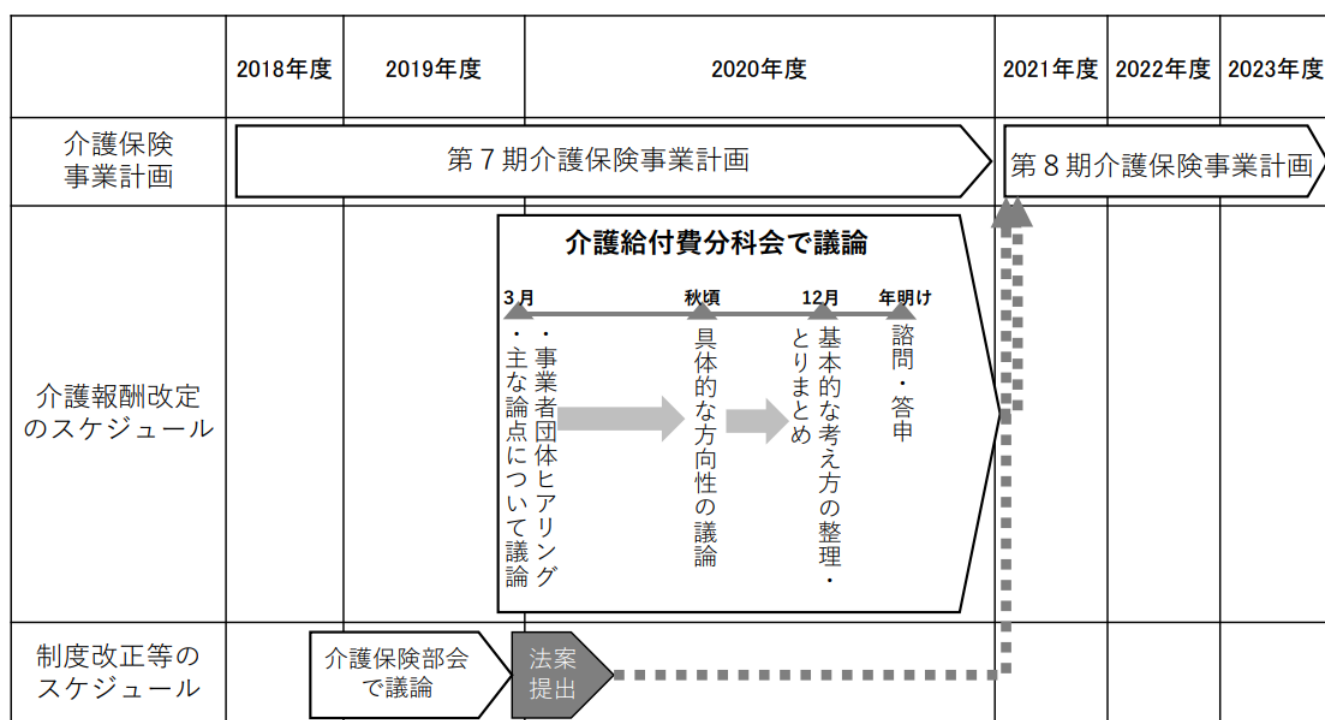 2018年度
2019年度
2020年度
2021年度
2022年度
2023年度
介護保険
事業計画
第７期介護保険事業計画
第８期介護保険事業計画
介護報酬改定
のスケジュール
介護給付費分科会で議論
３月
秋頃
12月
年明け
・事業者団体ヒアリング
・主な論点について議論
具体的な方向性の議論
基本的な考え方の整理・
とりまとめ
諮問・答申
制度改正等の
スケジュール
介護保険部会
で議論
法案
提出